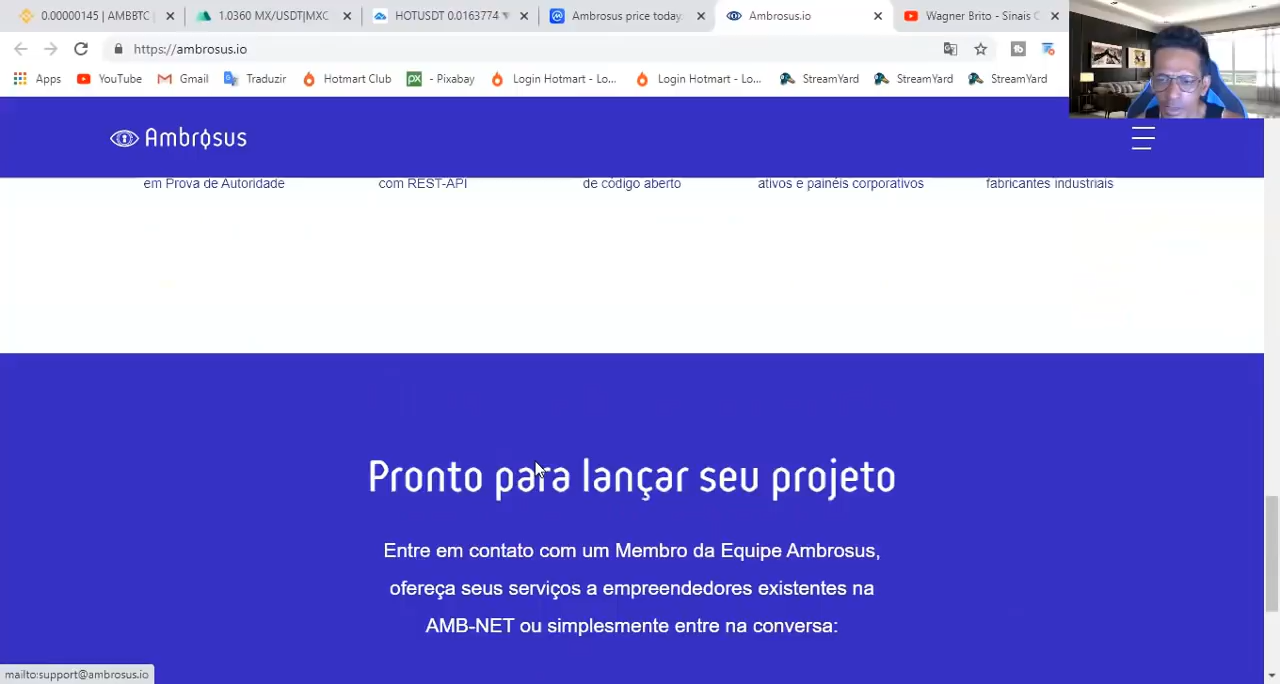 0.00000145 | AMBBTC
1.0360 MX/USDT|MXC
HOTUSDT 0.0163774
Ambrosus price today,
Ambrosus.io
Wagner Brito - Sinais
https://ambrosus.io
Apps
YouTube
Gmail
Traduzir
Hotmart Club
px
- Pixabay
Login Hotmart - Lo...
Login Hotmart - Lo...
StreamYard
StreamYard
StreamYard
Ambrosus
em Prova de Autoridade
com REST-API
de código aberto
ativos e painéis corporativos
fabricantes industriais
Pronto para lançar seu projeto
Entre em contato com um Membro da Equipe Ambrosus,
ofereça seus serviços a empreendedores existentes na
AMB-NET ou simplesmente entre na conversa:
mailto:support@ambrosus.io